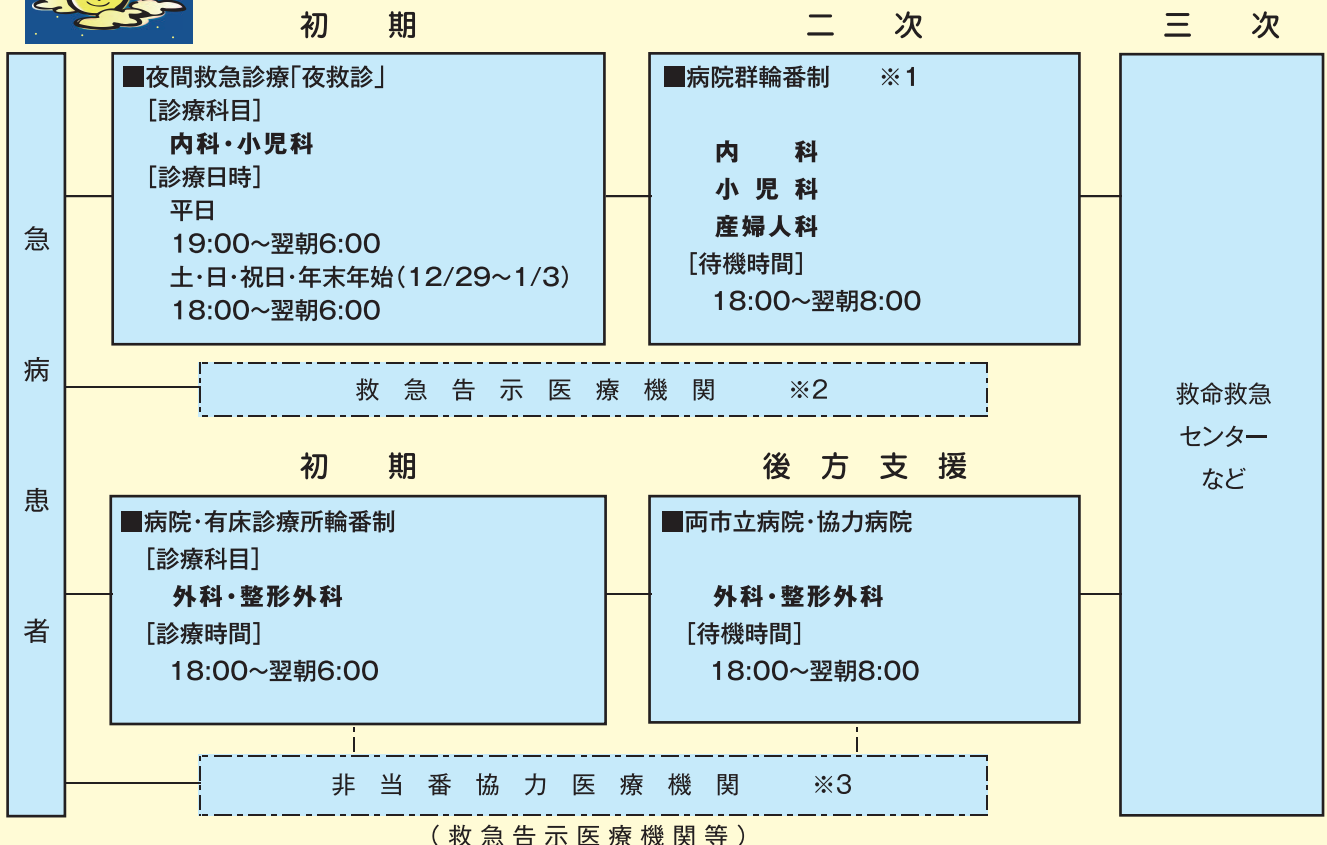 初期
二次
三次
急病患者
■夜間救急診療「夜救診」
［診療科目］
内科・小児科
［診療日時］
平日
19:00～翌朝6:00
土・日・祝日・年末年始（12/29～1/3）
18:00～翌朝6:00
■病院群輪番制　※1
内科
小児科
産婦人科
［待機時間］
18:00～翌朝8:00
救急告示医療機関　※2
救命救急
センター
など
初期
後方支援
■病院・有床診療所輪番制
［診療科目］
外科・整形外科
［診療時間］
18:00～翌朝6:00
■両市立病院・協力病院
外科・整形外科
［待機時間］
18:00～翌朝8:00
非当番協力医療機関　※3
（救急告示医療機関等）